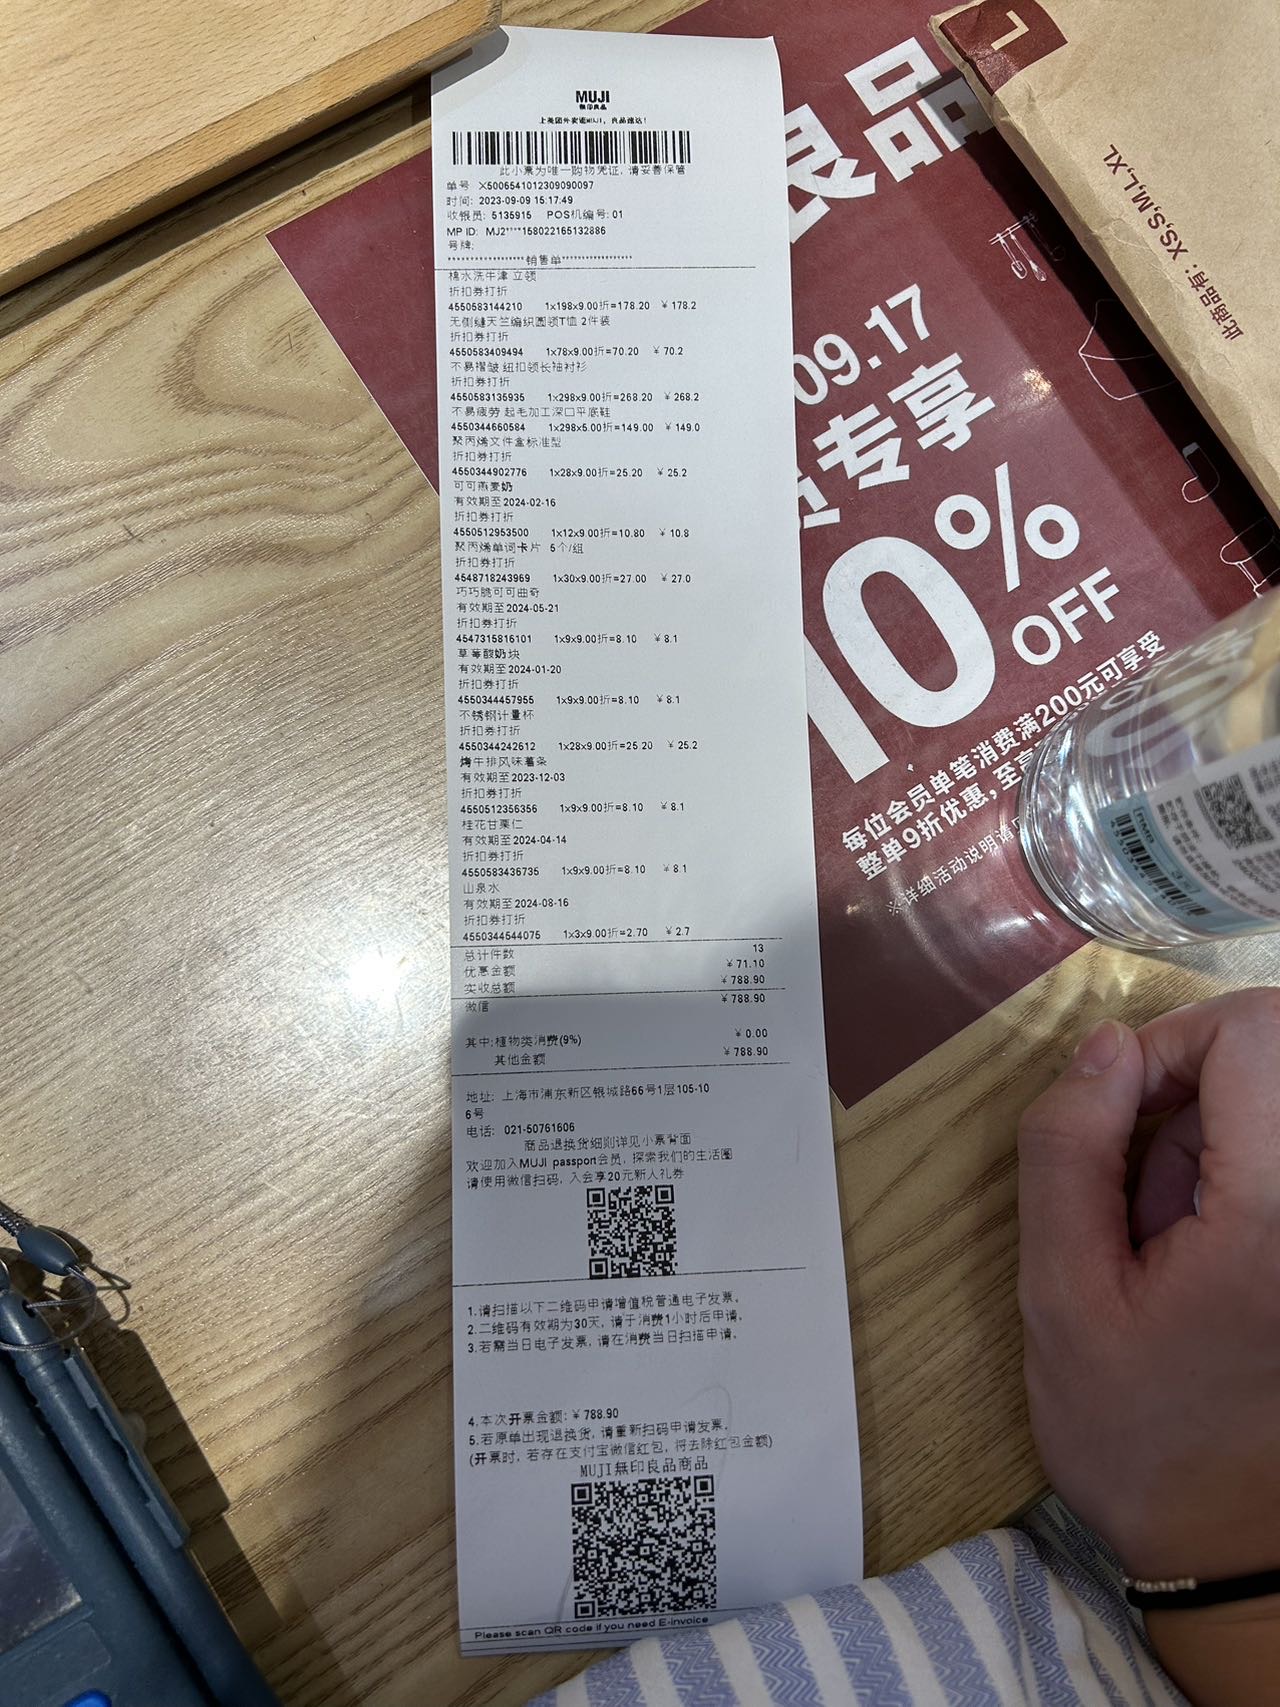 MUJI
無印良品
上美团外卖逛MUJI，良品速达！
此小票为唯一购物凭证，请妥善保管
单号 X5006541012309090097
时间: 2023-09-09 15:17:49
收银员: 5135915 POS机编号: 01
MP ID: MJ2****158022165132886
号牌:
********************销售单******************
棉水洗牛津 立领
折扣券打折
4550583144210 1x198x9.00折=178.20 ¥ 178.2
无侧缝天竺编织圆领T恤 2件装
折扣券打折
4550583409494 1x78x9.00折=70.20 ¥ 70.2
不易褶皱 纽扣领长袖衬衫
折扣券打折
4550583135935 1x298x9.00折=268.20 ¥ 268.2
不易疲劳 起毛加工深口平底鞋
4550344660584 1x298x5.00折=149.00 ¥ 149.0
聚丙烯文件盒标准型
折扣券打折
4550344902776 1x28x9.00折=25.20 ¥ 25.2
可可燕麦奶
有效期至2024-02-16
折扣券打折
4550512953500 1x12x9.00折=10.80 ¥ 10.8
聚丙烯单词卡片 5个/组
折扣券打折
4548718243969 1x30x9.00折=27.00 ¥ 27.0
巧巧脆可可曲奇
有效期至2024-05-21
折扣券打折
4547315816101 1x9x9.00折=8.10 ¥ 8.1
草莓酸奶块
有效期至2024-01-20
折扣券打折
4550344457955 1x9x9.00折=8.10 ¥ 8.1
不锈钢计量杯
折扣券打折
4550344242612 1x28x9.00折=25.20 ¥ 25.2
烤牛排风味薯条
有效期至2023-12-03
折扣券打折
4550512356356 1x9x9.00折=8.10 ¥ 8.1
桂花甘栗仁
有效期至2024-04-14
折扣券打折
4550583436735 1x9x9.00折=8.10 ¥ 8.1
山泉水
有效期至2024-08-16
折扣券打折
4550344544075 1x3x9.00折=2.70 ¥ 2.7
总计件数 13
优惠金额 ¥ 71.10
实收总额 ¥ 788.90
微信 ¥ 788.90
其中:植物类消费(9%) ¥ 0.00
其他金额 ¥ 788.90
地址: 上海市浦东新区银城路66号1层105-10
6号
电话: 021-50761606
商品退换货细则详见小票背面
欢迎加入MUJI passport会员，探索我们的生活圈
请使用微信扫码，入会享20元新人礼券
1.请扫描以下二维码申请增值税普通电子发票。
2.二维码有效期为30天，请于消费1小时后申请。
3.若需当日电子发票，请在消费当日扫描申请。
4.本次开票金额: ¥ 788.90
5.若原单出现退换货，请重新扫码申请发票。
(开票时，若存在支付宝微信红包，将去除红包金额)
MUJI無印良品商品
Please scan QR code if you need E-invoice
良品
09.17
员专享
10%
OFF
每位会员单笔消费满200元可享受
整单9折优惠，至高
※详细活动说明请见
L
此商品有：XS,S,M,L,XL